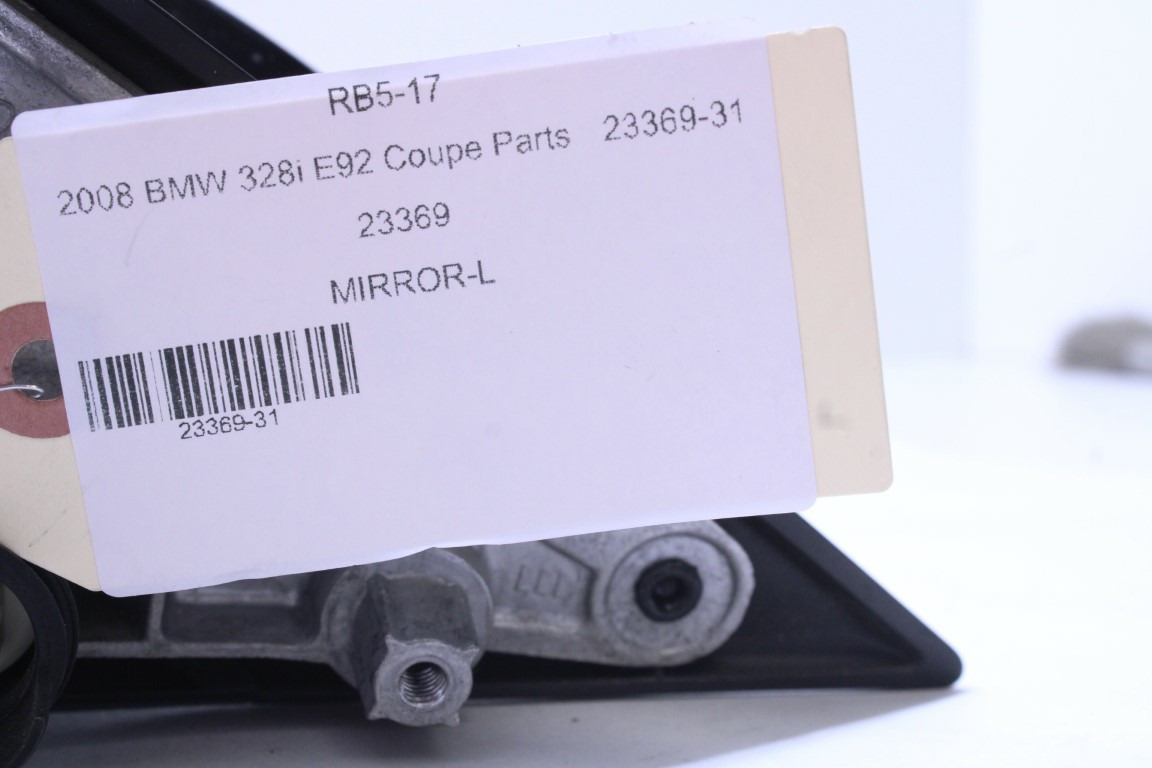 RB5-17
2008 BMW 328i E92 Coupe Parts 23369-31
23369
MIRROR-L
23369-31